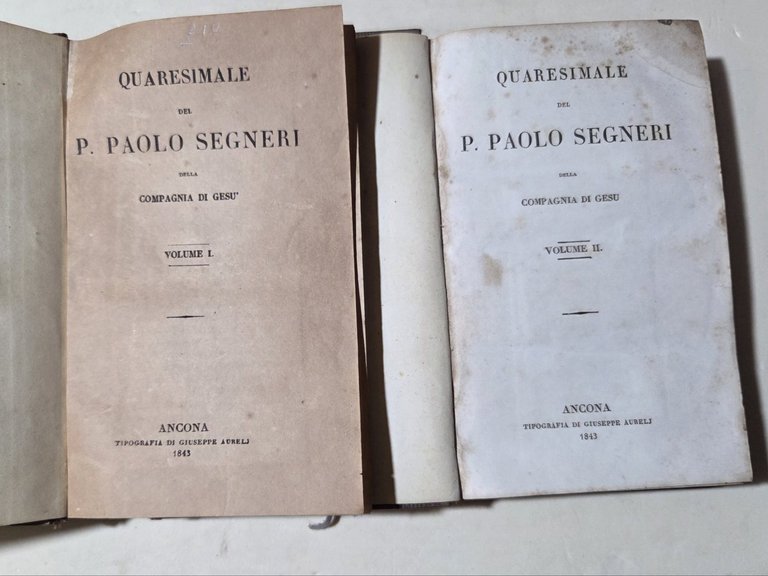 QUARESIMALE
DEL
P. PAOLO SEGNERI
DELLA
COMPAGNIA DI GESU'
VOLUME I.
ANCONA
TIPOGRAFIA DI GIUSEPPE AURELJ
1843
QUARESIMALE
DEL
P. PAOLO SEGNERI
DELLA
COMPAGNIA DI GESU
VOLUME II.
ANCONA
TIPOGRAFIA DI GIUSEPPE AURELJ
1843